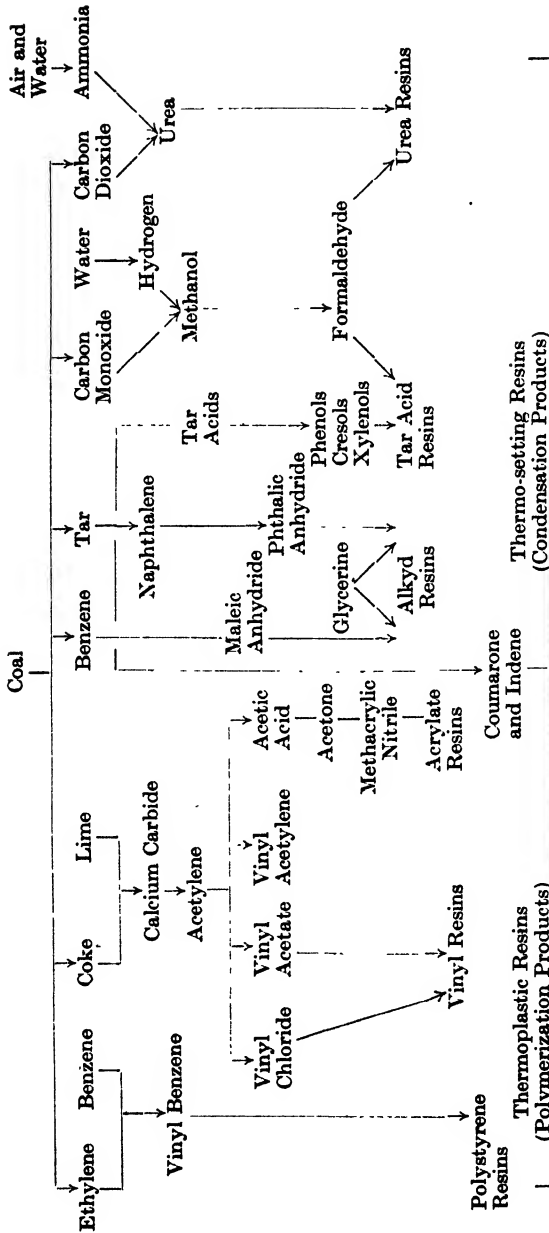 Coal
Ethylene Benzene Coke Lime Benzene Tar Carbon Monoxide Water Carbon Dioxide Air and Water
Vinyl Benzene
Calcium Carbide
Acetylene
Naphthalene
Hydrogen
Ammonia
Methanol
Urea
Tar
Acids
Vinyl
Chloride
Vinyl
Acetate
Vinyl
Acetylene
Acetic
Acid
Acetone
Methacrylic
Nitrile
Acrylate
Resins
Maleic
Anhydride
Phthalic
Anhydride
Glycerine
Alkyd
Resins
Phenols
Cresols
Xylenols
Tar Acid
Resins
Formaldehyde
Urea Resins
Vinyl Resins
Polystyrene
Resins
Coumarone
and Indene
Thermoplastic Resins
(Polymerization Products)
Thermo-setting Resins
(Condensation Products)